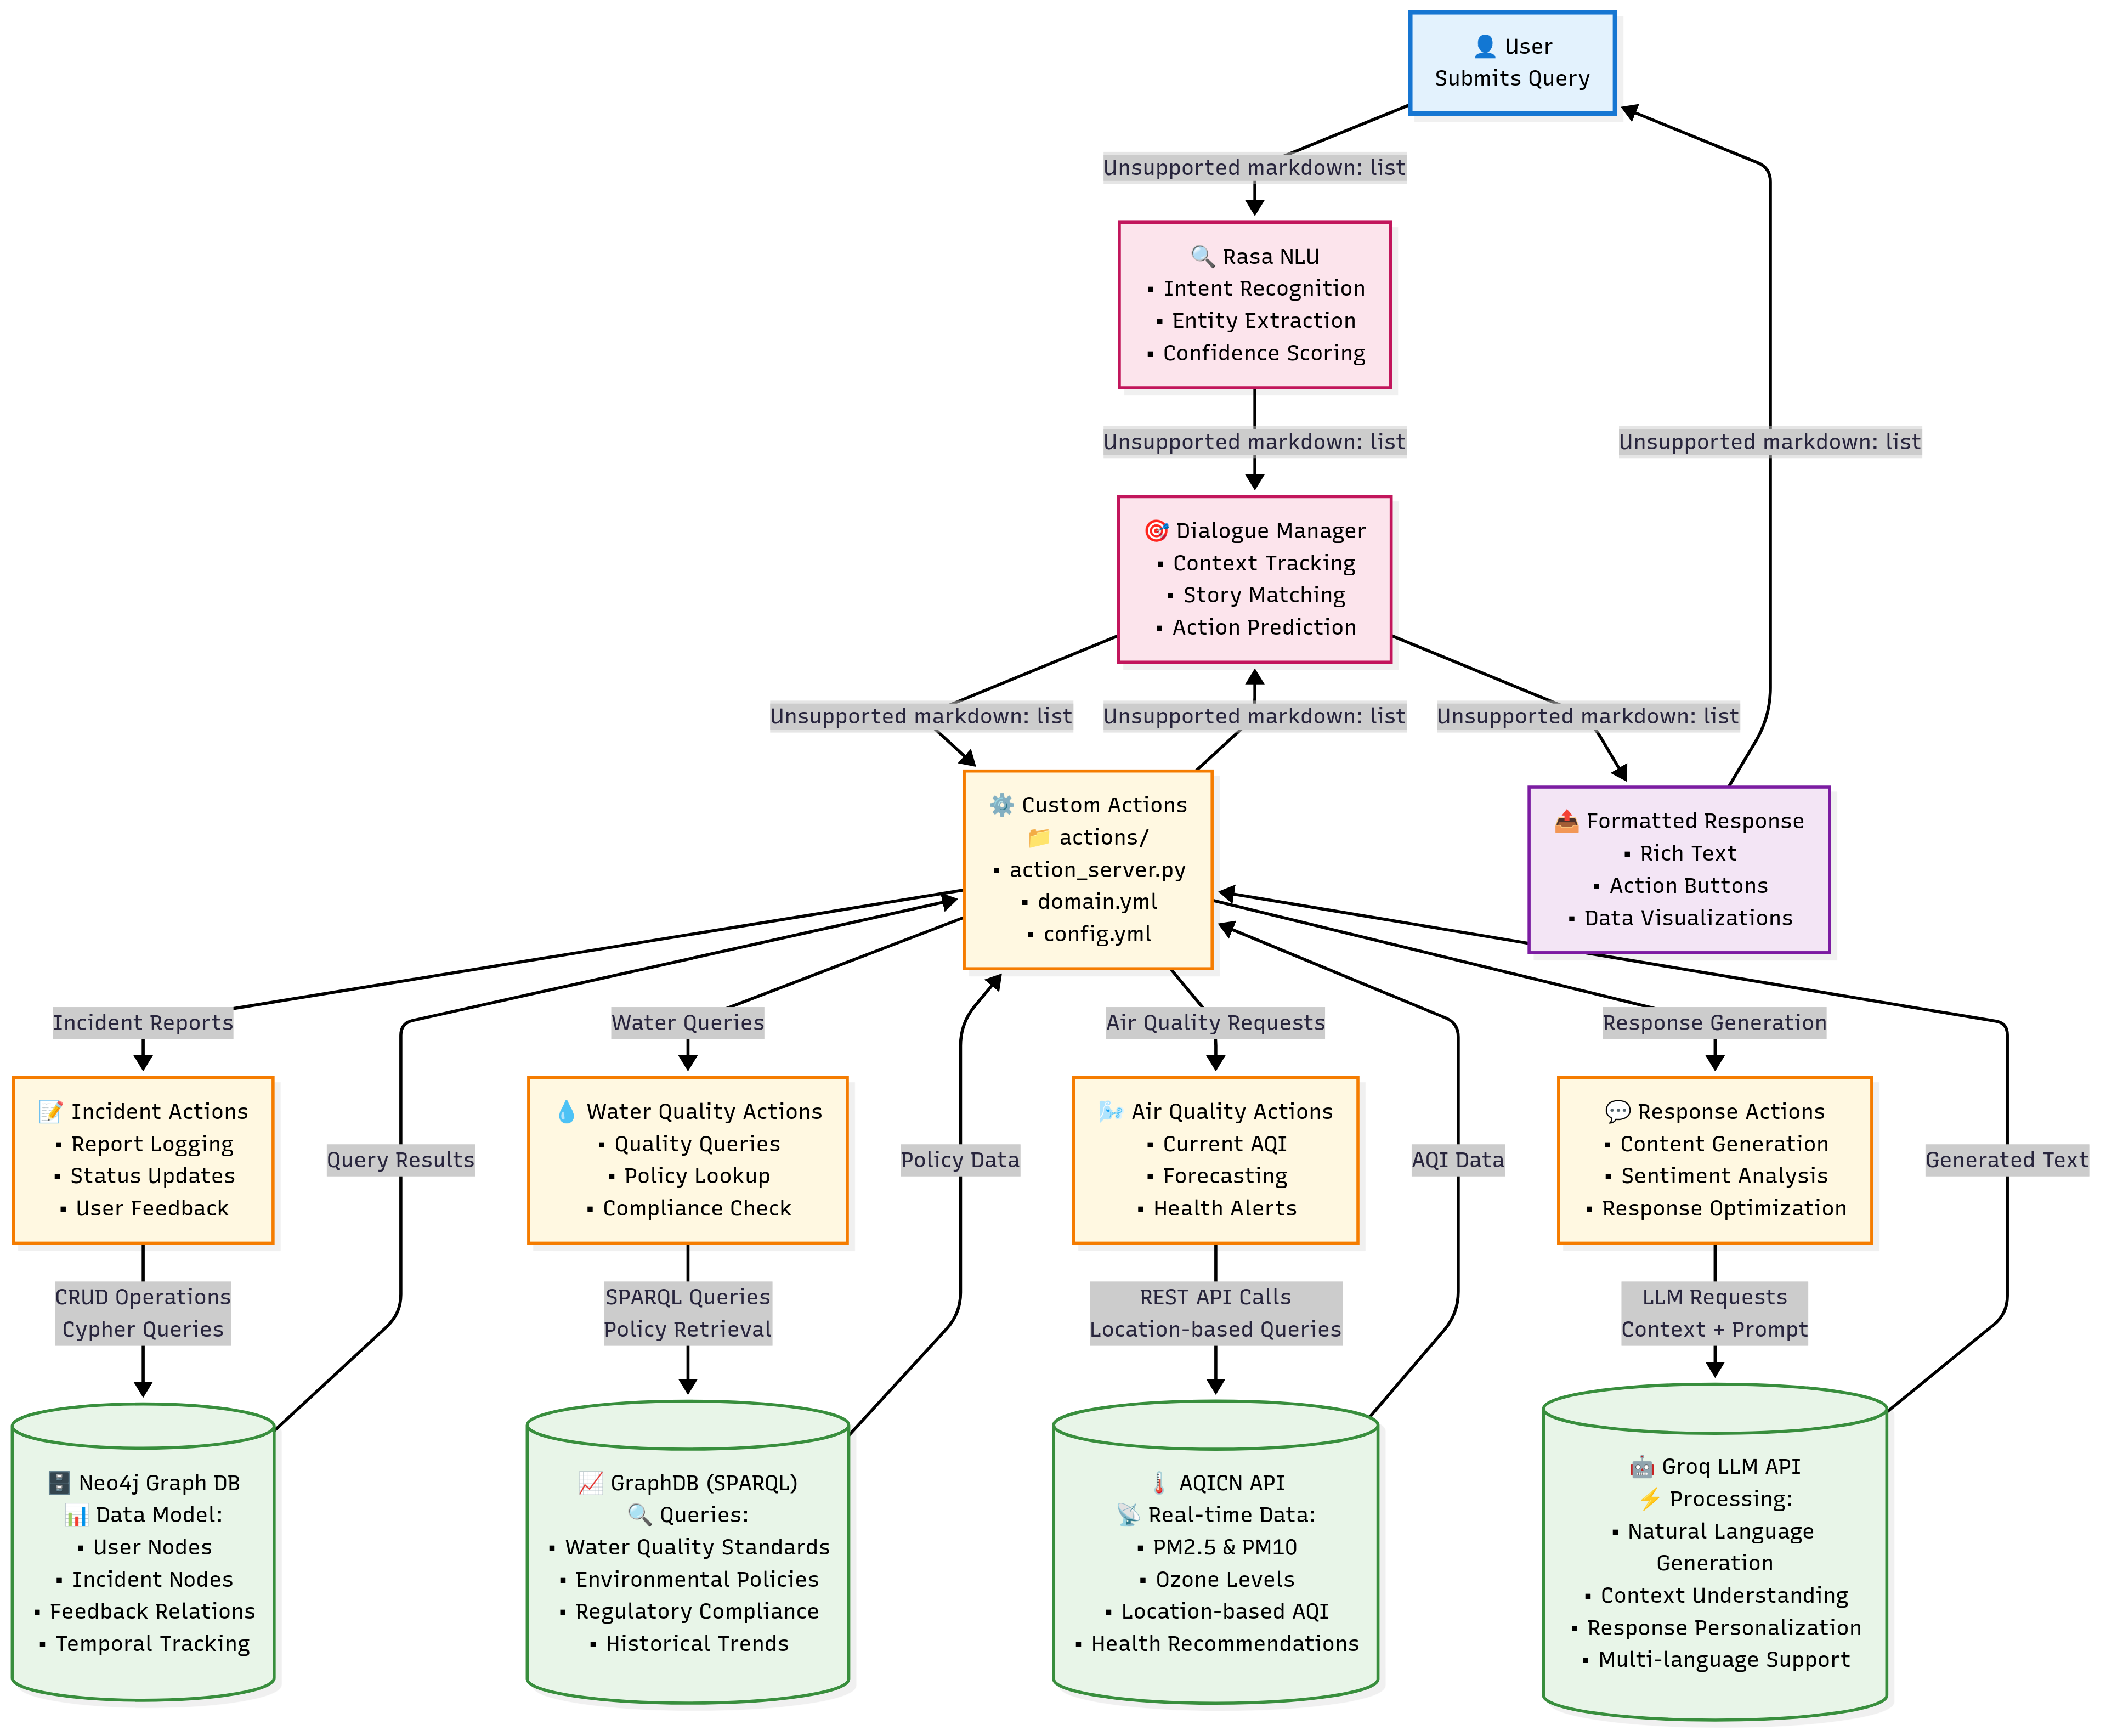 👤 User
Submits Query
Unsupported markdown: list
🔍 Rasa NLU
▪ Intent Recognition
▪ Entity Extraction
▪ Confidence Scoring
Unsupported markdown: list
Unsupported markdown: list
🎯 Dialogue Manager
▪ Context Tracking
▪ Story Matching
▪ Action Prediction
Unsupported markdown: list
Unsupported markdown: list
Unsupported markdown: list
⚙️ Custom Actions
📁 actions/
▪ action_server.py
▪ domain.yml
▪ config.yml
📤 Formatted Response
▪ Rich Text
▪ Action Buttons
▪ Data Visualizations
Incident Reports
Water Queries
Air Quality Requests
Response Generation
📝 Incident Actions
▪ Report Logging
▪ Status Updates
▪ User Feedback
Query Results
💧 Water Quality Actions
▪ Quality Queries
▪ Policy Lookup
▪ Compliance Check
Policy Data
🌬️ Air Quality Actions
▪ Current AQI
▪ Forecasting
▪ Health Alerts
AQI Data
💬 Response Actions
▪ Content Generation
▪ Sentiment Analysis
▪ Response Optimization
Generated Text
CRUD Operations
Cypher Queries
SPARQL Queries
Policy Retrieval
REST API Calls
Location-based Queries
LLM Requests
Context + Prompt
🗄️ Neo4j Graph DB
📊 Data Model:
▪ User Nodes
▪ Incident Nodes
▪ Feedback Relations
▪ Temporal Tracking
📈 GraphDB (SPARQL)
🔍 Queries:
▪ Water Quality Standards
▪ Environmental Policies
▪ Regulatory Compliance
▪ Historical Trends
🌡️ AQICN API
📡 Real-time Data:
▪ PM2.5 & PM10
▪ Ozone Levels
▪ Location-based AQI
▪ Health Recommendations
🤖 Groq LLM API
⚡ Processing:
▪ Natural Language
Generation
▪ Context Understanding
▪ Response Personalization
▪ Multi-language Support